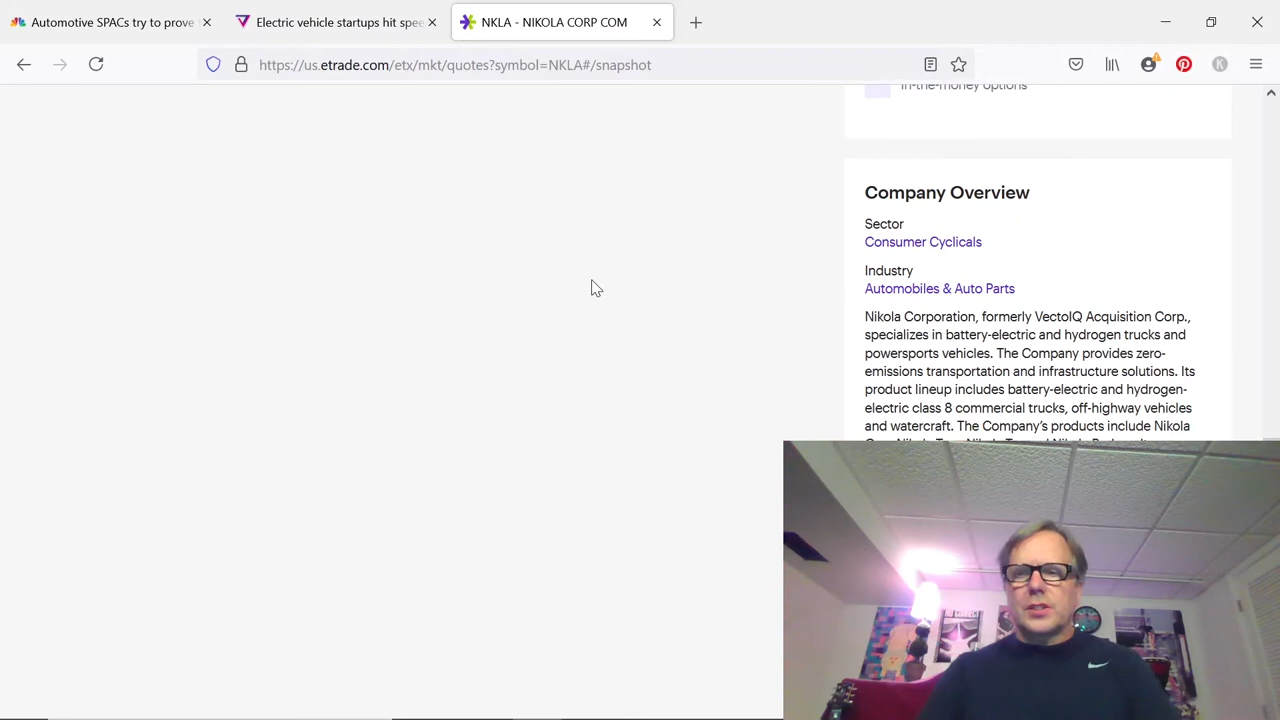 Automotive SPACs try to prove
Electric vehicle startups hit spee
NKLA - NIKOLA CORP COM
https://us.etrade.com/etx/mkt/quotes?symbol=NKLA#/snapshot
In-the-money options
Company Overview
Sector
Consumer Cyclicals
Industry
Automobiles & Auto Parts
Nikola Corporation, formerly VectoIQ Acquisition Corp.,
specializes in battery-electric and hydrogen trucks and
powersports vehicles. The Company provides zero-
emissions transportation and infrastructure solutions. Its
product lineup includes battery-electric and hydrogen-
electric class 8 commercial trucks, off-highway vehicles
and watercraft. The Company's products include Nikola